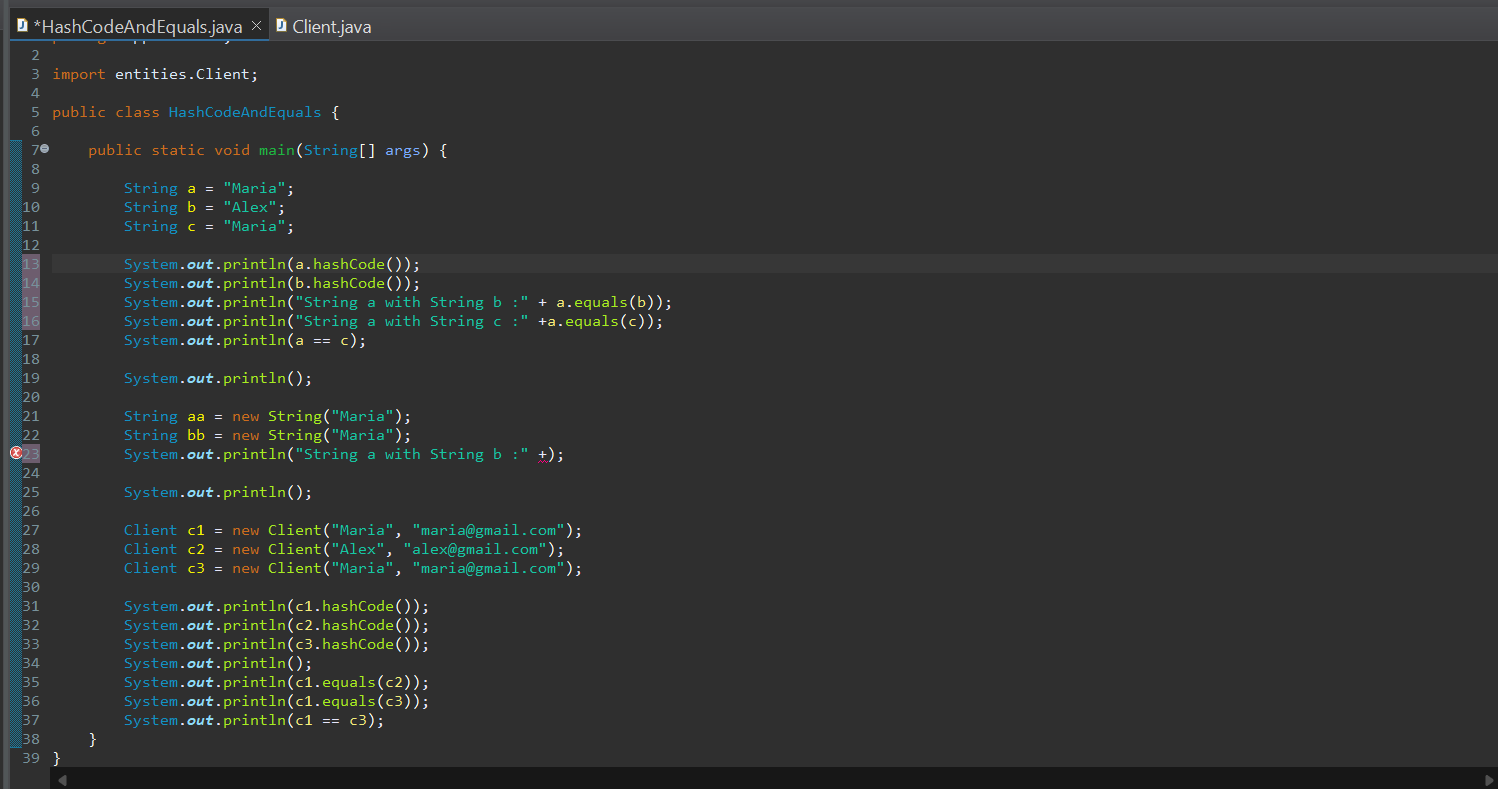 *HashCodeAndEquals.java × Client.java
2
3 import entities.Client;
4
5 public class HashCodeAndEquals {
6
7 public static void main(String[] args) {
8
9 String a = "Maria";
10 String b = "Alex";
11 String c = "Maria";
12
13 System.out.println(a.hashCode());
14 System.out.println(b.hashCode());
15 System.out.println("String a with String b :" + a.equals(b));
16 System.out.println("String a with String c :" +a.equals(c));
17 System.out.println(a == c);
18
19 System.out.println();
20
21 String aa = new String("Maria");
22 String bb = new String("Maria");
23 System.out.println("String a with String b :" +);
24
25 System.out.println();
26
27 Client c1 = new Client("Maria", "maria@gmail.com");
28 Client c2 = new Client("Alex", "alex@gmail.com");
29 Client c3 = new Client("Maria", "maria@gmail.com");
30
31 System.out.println(c1.hashCode());
32 System.out.println(c2.hashCode());
33 System.out.println(c3.hashCode());
34 System.out.println();
35 System.out.println(c1.equals(c2));
36 System.out.println(c1.equals(c3));
37 System.out.println(c1 == c3);
38 }
39 }